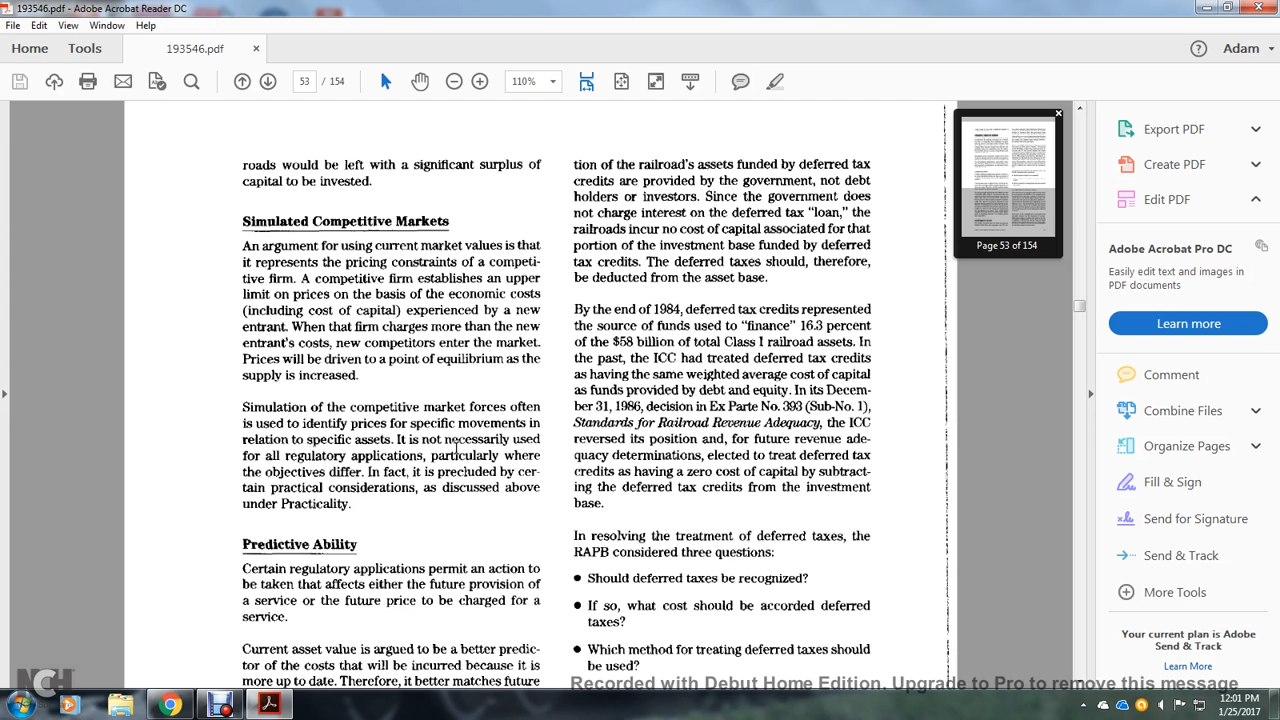 193546.pdf - Adobe Acrobat Reader DC
File Edit View Window Help
Home Tools 193546.pdf × Adam
53 / 154 110%
roads would be left with a significant surplus of
capital to be invested.
Simulated Competitive Markets
An argument for using current market values is that
it represents the pricing constraints of a competi-
tive firm. A competitive firm establishes an upper
limit on prices on the basis of the economic costs
(including cost of capital) experienced by a new
entrant. When that firm charges more than the new
entrant's costs, new competitors enter the market.
Prices will be driven to a point of equilibrium as the
supply is increased.
Simulation of the competitive market forces often
is used to identify prices for specific movements in
relation to specific assets. It is not necessarily used
for all regulatory applications, particularly where
the objectives differ. In fact, it is precluded by cer-
tain practical considerations, as discussed above
under Practicality.
Predictive Ability
Certain regulatory applications permit an action to
be taken that affects either the future provision of
a service or the future price to be charged for a
service.
Current asset value is argued to be a better predic-
tor of the costs that will be incurred because it is
more up to date. Therefore, it better matches future
tion of the railroad's assets funded by deferred tax
credits are provided by the government, not debt
holders or investors. Since the government does
not charge interest on the deferred tax "loan," the
railroads incur no cost of capital associated for that
portion of the investment base funded by deferred
tax credits. The deferred taxes should, therefore,
be deducted from the asset base.
By the end of 1984, deferred tax credits represented
the source of funds used to "finance" 16.3 percent
of the $58 billion of total Class I railroad assets. In
the past, the ICC had treated deferred tax credits
as having the same weighted average cost of capital
as funds provided by debt and equity. In its Decem-
ber 31, 1986, decision in Ex Parte No. 393 (Sub-No. 1),
Standards for Railroad Revenue Adequacy, the ICC
reversed its position and, for future revenue ade-
quacy determinations, elected to treat deferred tax
credits as having a zero cost of capital by subtract-
ing the deferred tax credits from the investment
base.
In resolving the treatment of deferred taxes, the
RAPB considered three questions:
● Should deferred taxes be recognized?
● If so, what cost should be accorded deferred
taxes?
● Which method for treating deferred taxes should
be used?
Page 53 of 154
Export PDF
Create PDF
Edit PDF
Adobe Acrobat Pro DC
Easily edit text and images in
PDF documents
Learn more
Comment
Combine Files
Organize Pages
Fill & Sign
Send for Signature
Send & Track
More Tools
Your current plan is Adobe
Send & Track
Learn More
NCH
Recorded with Debut Home Edition. Upgrade to Pro to remove this message
12:01 PM
1/25/2017